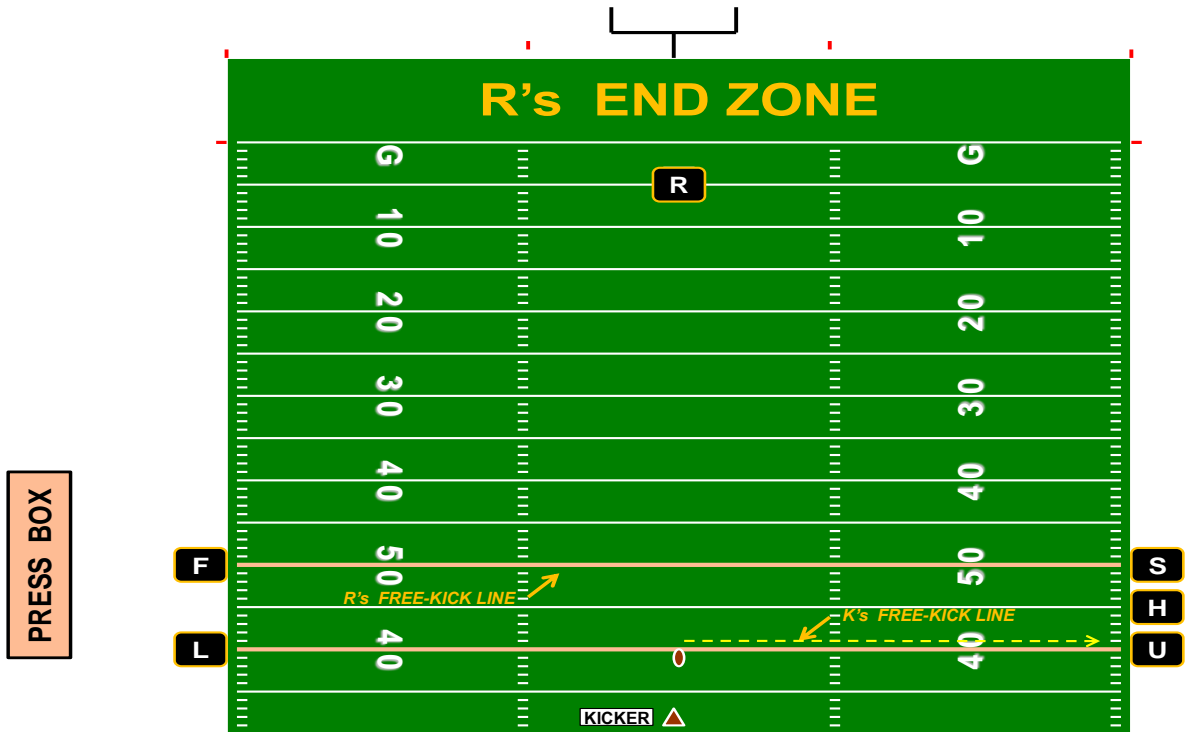 R's END ZONE
G G
R
10 10
20 20
30 30
40 40
PRESS BOX
F 50 50 S
R's FREE-KICK LINE
H
K's FREE-KICK LINE
L 40 40 U
KICKER